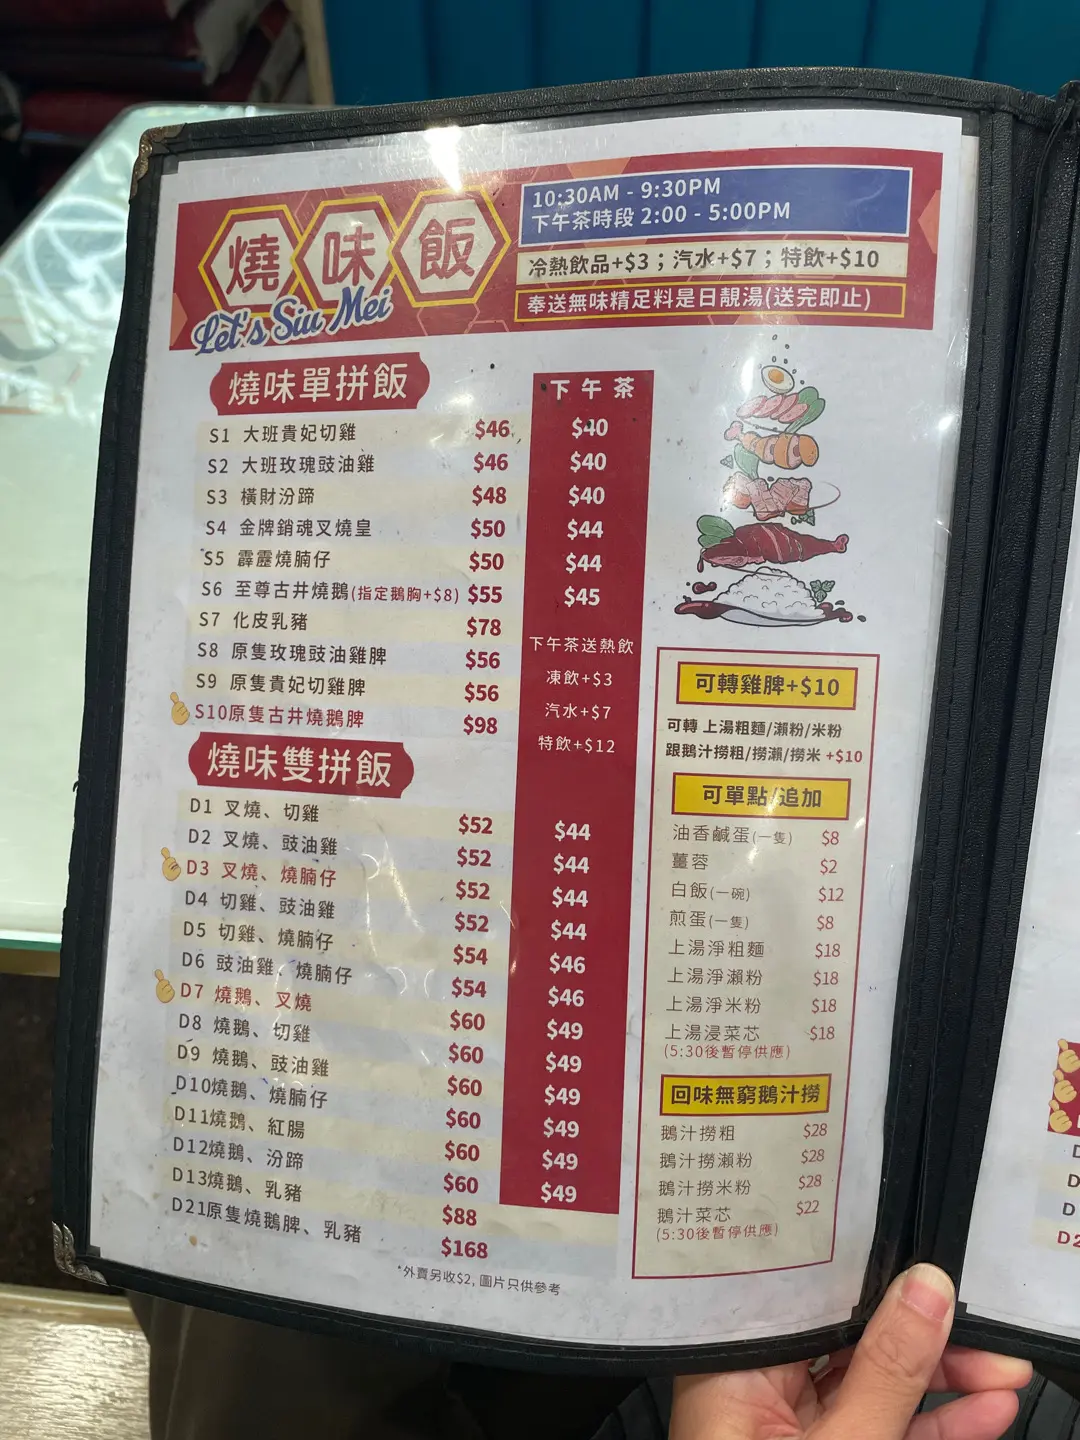 燒味飯
Let's Siu Mei
10:30AM - 9:30PM
下午茶時段 2:00 - 5:00PM
冷熱飲品+$3；汽水+$7；特飲+$10
奉送無味精足料是日靚湯(送完即止)
燒味單拼飯 下午茶
S1 大班貴妃切雞 $46 $40
S2 大班玫瑰豉油雞 $46 $40
S3 橫財汾蹄 $48 $40
S4 金牌銷魂叉燒皇 $50 $44
S5 霹靂燒腩仔 $50 $44
S6 至尊古井燒鵝(指定鵝胸+$8) $55 $45
S7 化皮乳豬 $78
S8 原隻玫瑰豉油雞脾 $56
S9 原隻貴妃切雞脾 $56
S10原隻古井燒鵝脾 $98
下午茶送熱飲
凍飲+$3
汽水+$7
特飲+$12
燒味雙拼飯
D1 叉燒、切雞 $52 $44
D2 叉燒、豉油雞 $52 $44
D3 叉燒、燒腩仔 $52 $44
D4 切雞、豉油雞 $52 $44
D5 切雞、燒腩仔 $54 $46
D6 豉油雞、燒腩仔 $54 $46
D7 燒鵝、叉燒 $60 $49
D8 燒鵝、切雞 $60 $49
D9 燒鵝、豉油雞 $60 $49
D10燒鵝、燒腩仔 $60 $49
D11燒鵝、紅腸 $60 $49
D12燒鵝、汾蹄 $60 $49
D13燒鵝、乳豬 $88
D21原隻燒鵝脾、乳豬 $168
*外賣另收$2, 圖片只供參考
可轉雞脾+$10
可轉 上湯粗麵/瀨粉/米粉
跟鵝汁撈粗/撈瀨/撈米 +$10
可單點/追加
油香鹹蛋(一隻) $8
薑蓉 $2
白飯(一碗) $12
煎蛋(一隻) $8
上湯淨粗麵 $18
上湯淨瀨粉 $18
上湯淨米粉 $18
上湯浸菜芯 $18
(5:30後暫停供應)
回味無窮鵝汁撈
鵝汁撈粗 $28
鵝汁撈瀨粉 $28
鵝汁撈米粉 $28
鵝汁菜芯 $22
(5:30後暫停供應)